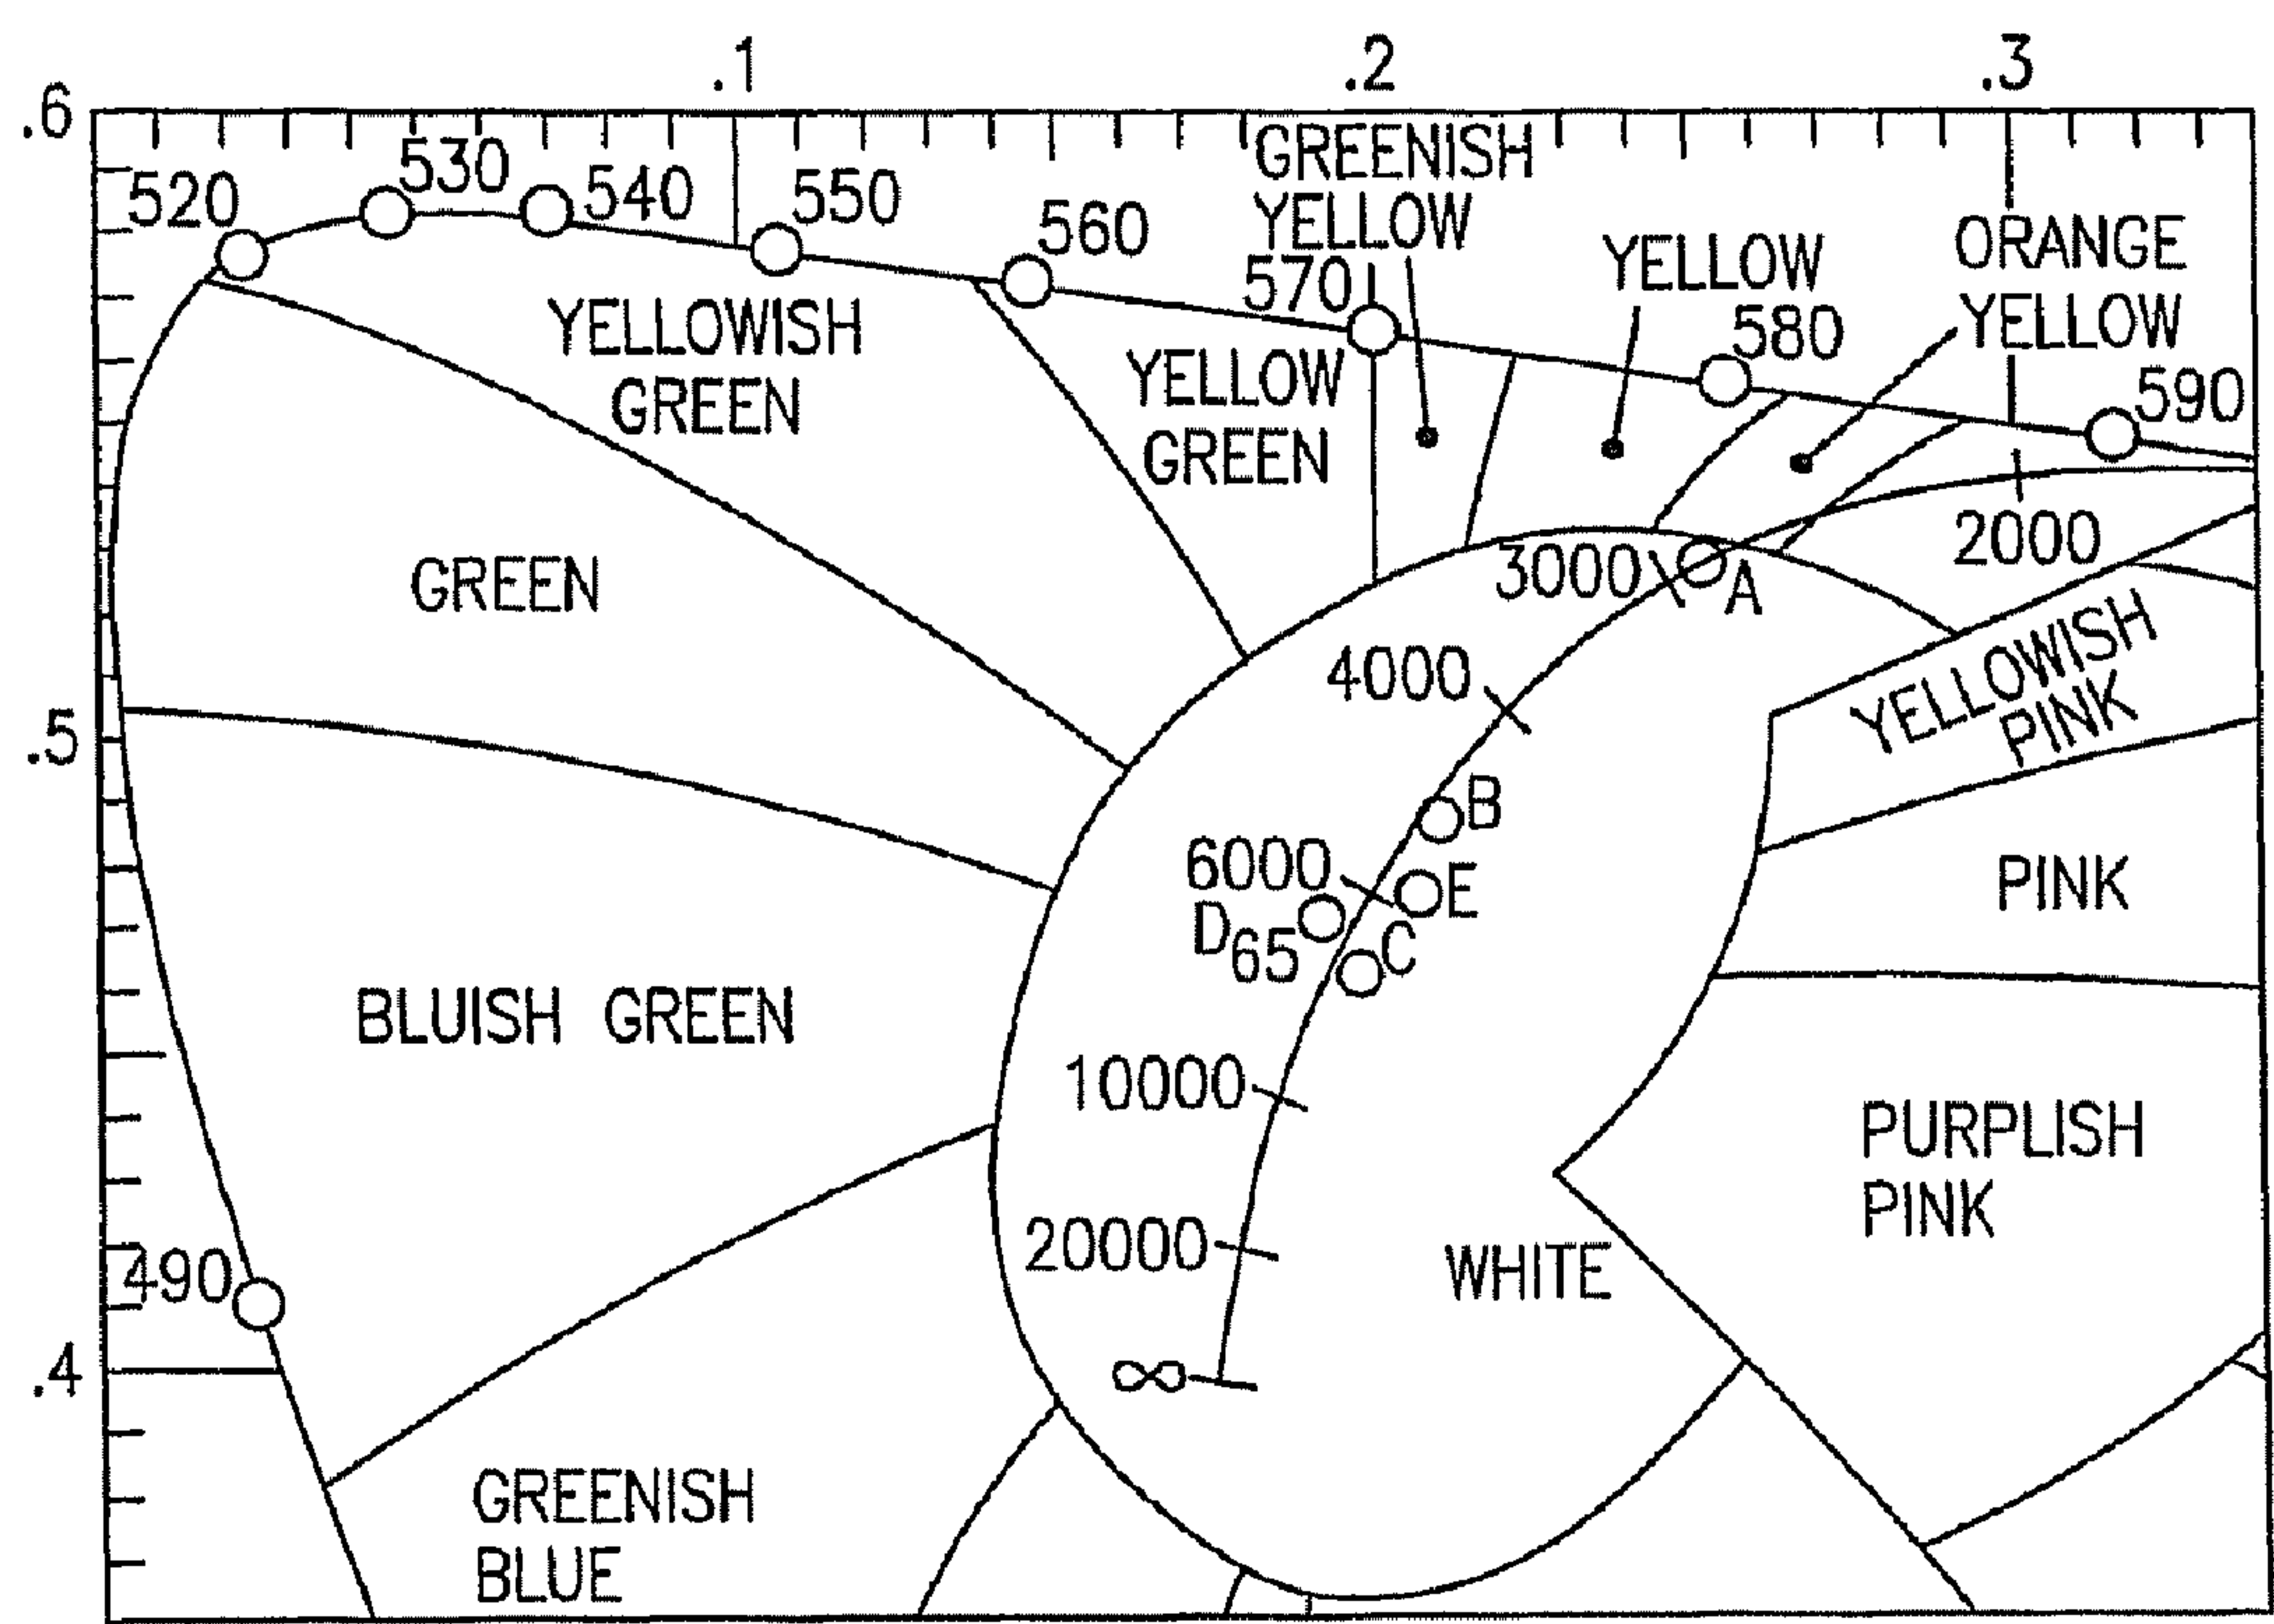 .1
.2
.3
.6
520
530
540
550
560
GREENISH
YELLOW
570
YELLOW
580
ORANGE
YELLOW
590
YELLOWISH
GREEN
YELLOW
GREEN
GREEN
3000
A
2000
4000
YELLOWISH
PINK
.5
B
6000
E
D65
C
PINK
BLUISH GREEN
10000
PURPLISH
PINK
20000
WHITE
490
.4
∞
GREENISH
BLUE